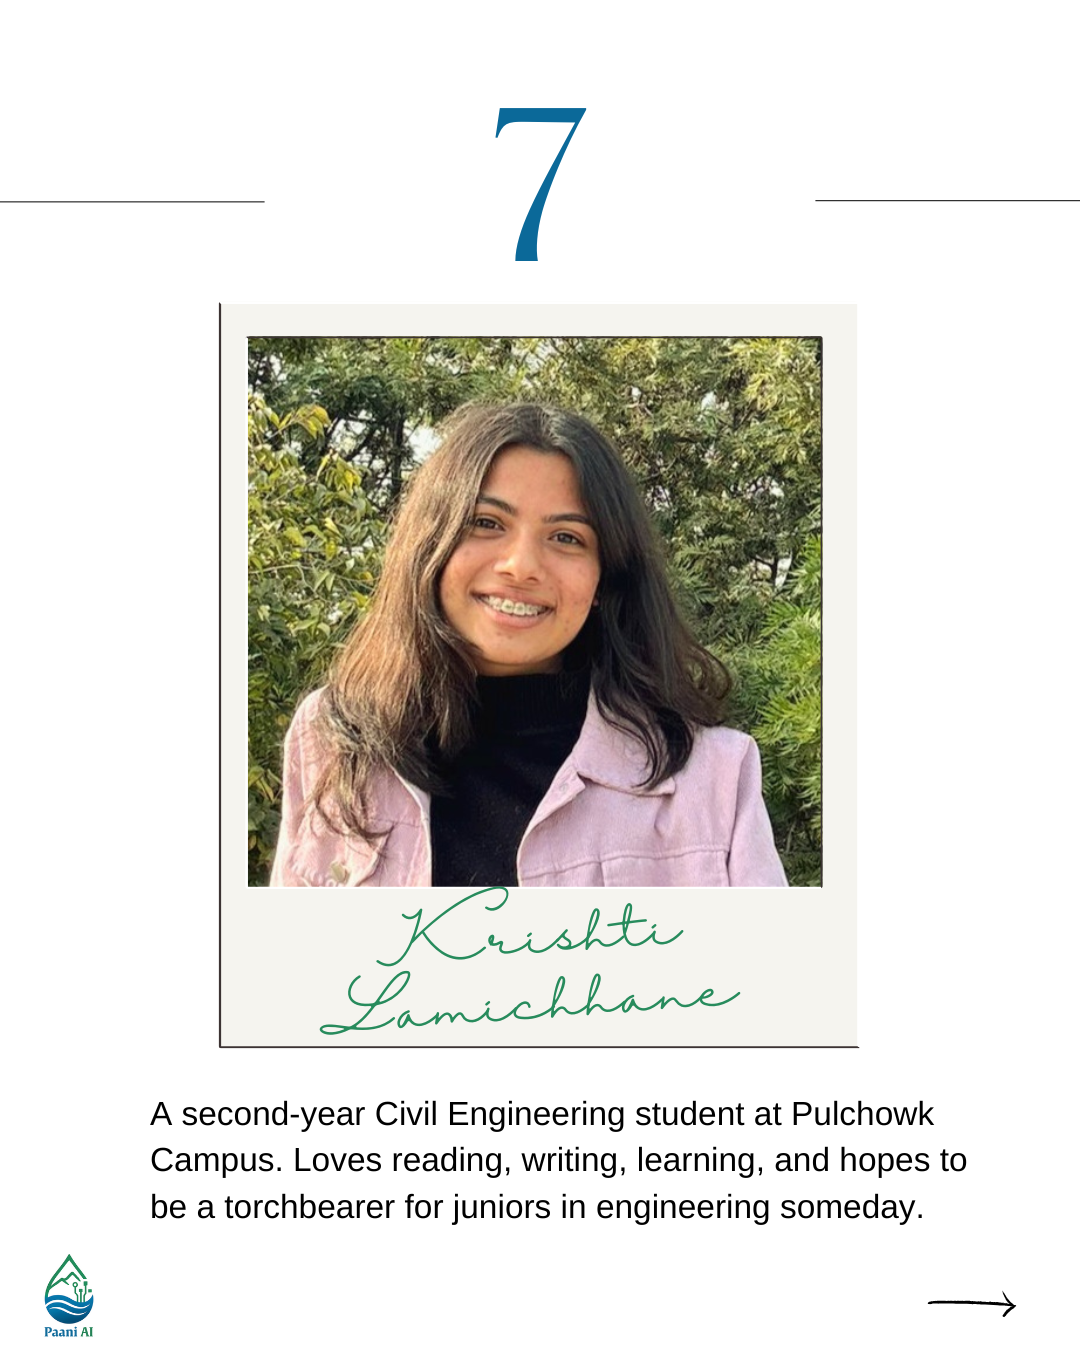 7
Krishti
Lamichhane
A second-year Civil Engineering student at Pulchowk
Campus. Loves reading, writing, learning, and hopes to
be a torchbearer for juniors in engineering someday.
Paani AI